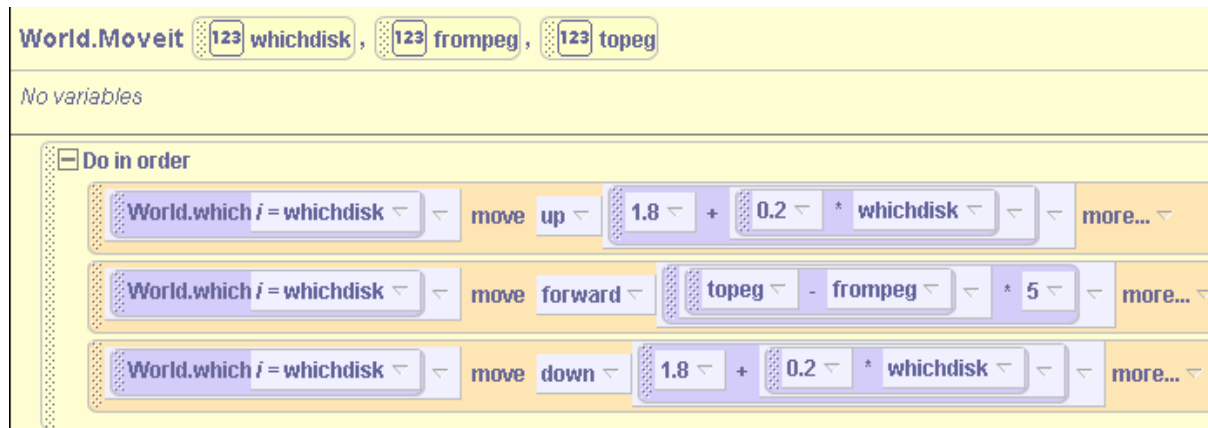 World.Moveit 123 whichdisk , 123 frompeg , 123 topeg
No variables
Do in order
World.which i = whichdisk move up 1.8 + 0.2 * whichdisk more...
World.which i = whichdisk move forward topeg - frompeg * 5 more...
World.which i = whichdisk move down 1.8 + 0.2 * whichdisk more...